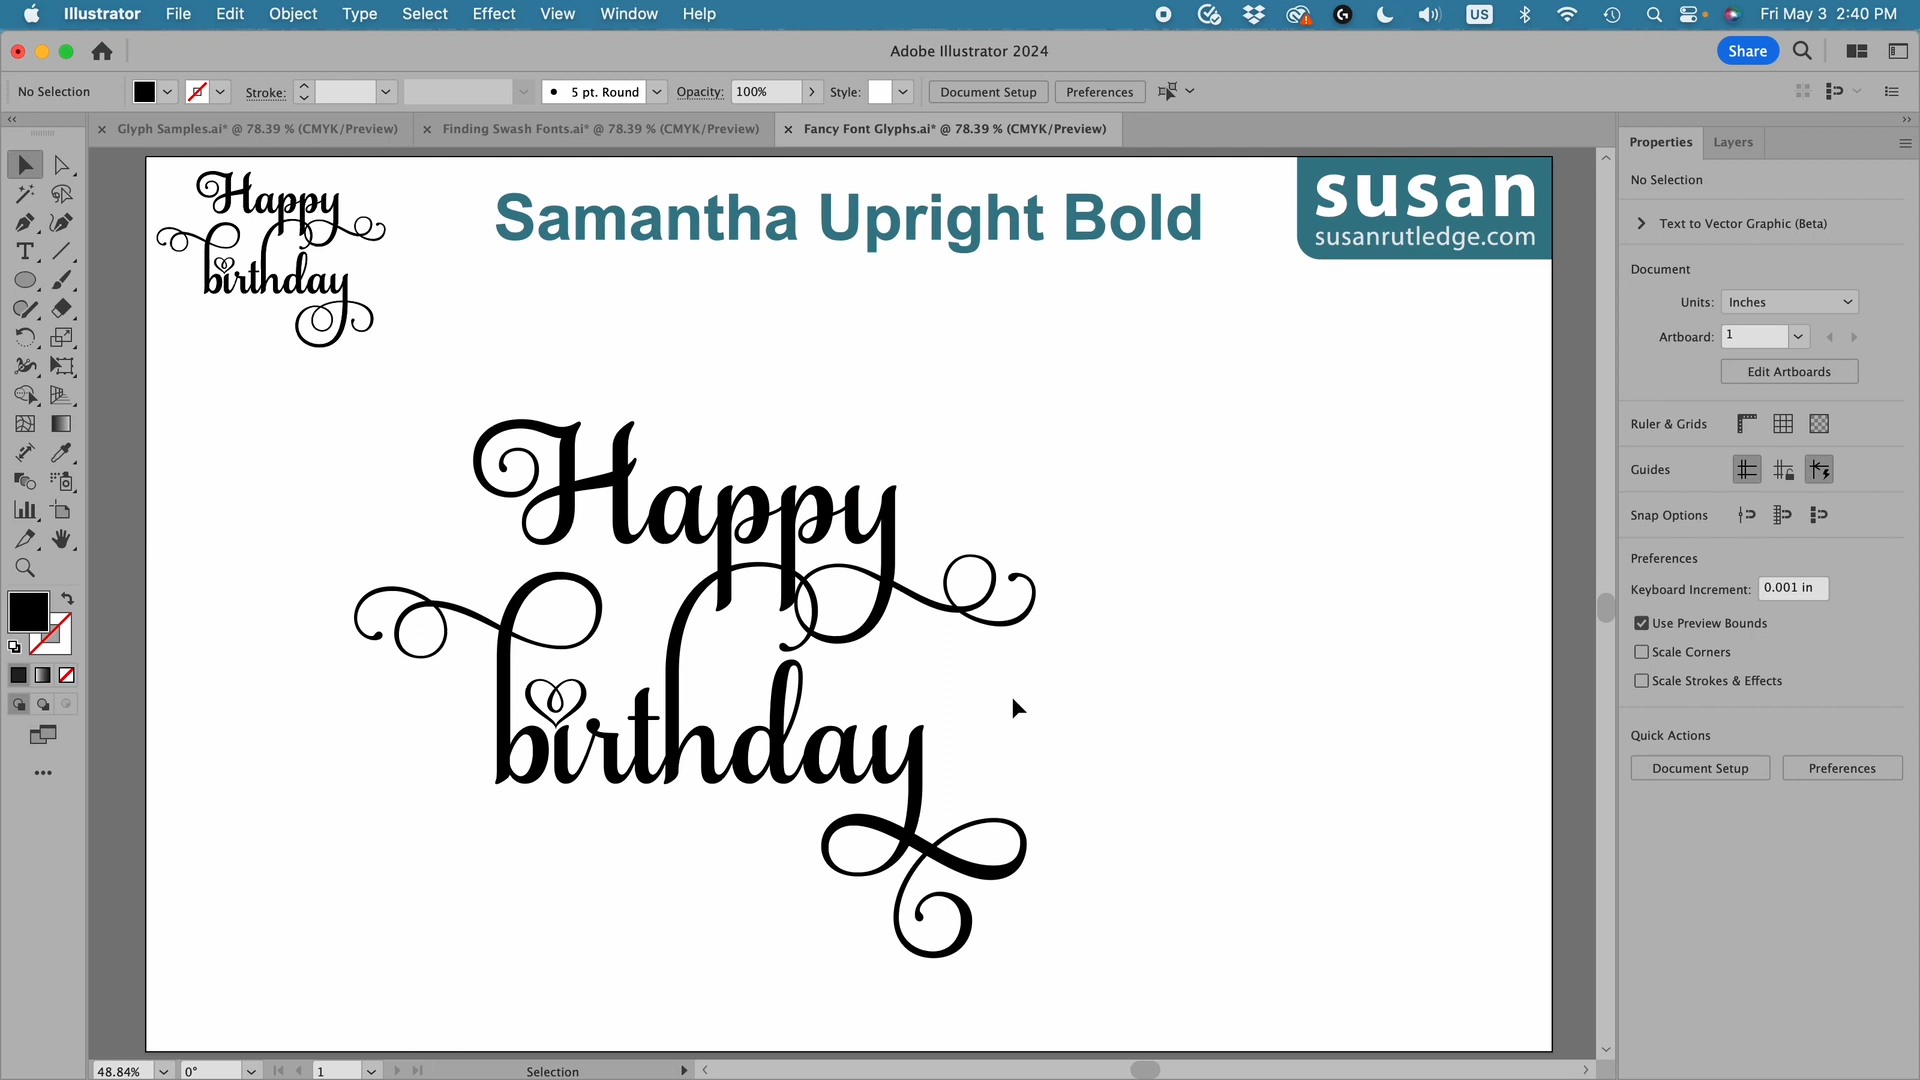 Illustrator File Edit Object Type Select Effect View Window Help US Fri May 3 2:40 PM
Adobe Illustrator 2024 Share
No Selection Stroke: 5 pt. Round Opacity: 100% Style: Document Setup Preferences
Glyph Samples.ai* @ 78.39 % (CMYK/Preview) Finding Swash Fonts.ai* @ 78.39 % (CMYK/Preview) Fancy Font Glyphs.ai* @ 78.39 % (CMYK/Preview)
Happy
birthday
Samantha Upright Bold
susan
susanrutledge.com
Happy
birthday
Properties Layers
No Selection
Text to Vector Graphic (Beta)
Document
Units: Inches
Artboard: 1
Edit Artboards
Ruler & Grids
Guides
Snap Options
Preferences
Keyboard Increment: 0.001 in
Use Preview Bounds
Scale Corners
Scale Strokes & Effects
Quick Actions
Document Setup Preferences
48.84% 0° 1 Selection